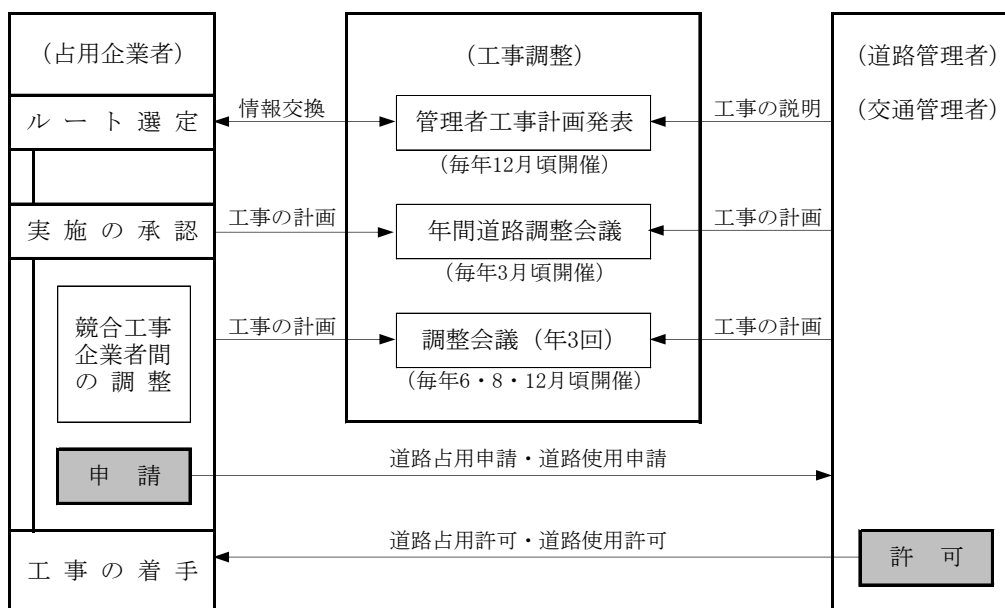 （占用企業者）
（工事調整）
（道路管理者）
（交通管理者）
ルート選定
情報交換
管理者工事計画発表
工事の説明
（毎年12月頃開催）
実施の承認
工事の計画
年間道路調整会議
工事の計画
（毎年3月頃開催）
競合工事
企業者間
の調整
工事の計画
調整会議（年3回）
工事の計画
（毎年6・8・12月頃開催）
申請
道路占用申請・道路使用申請
道路占用許可・道路使用許可
工事の着手
許可